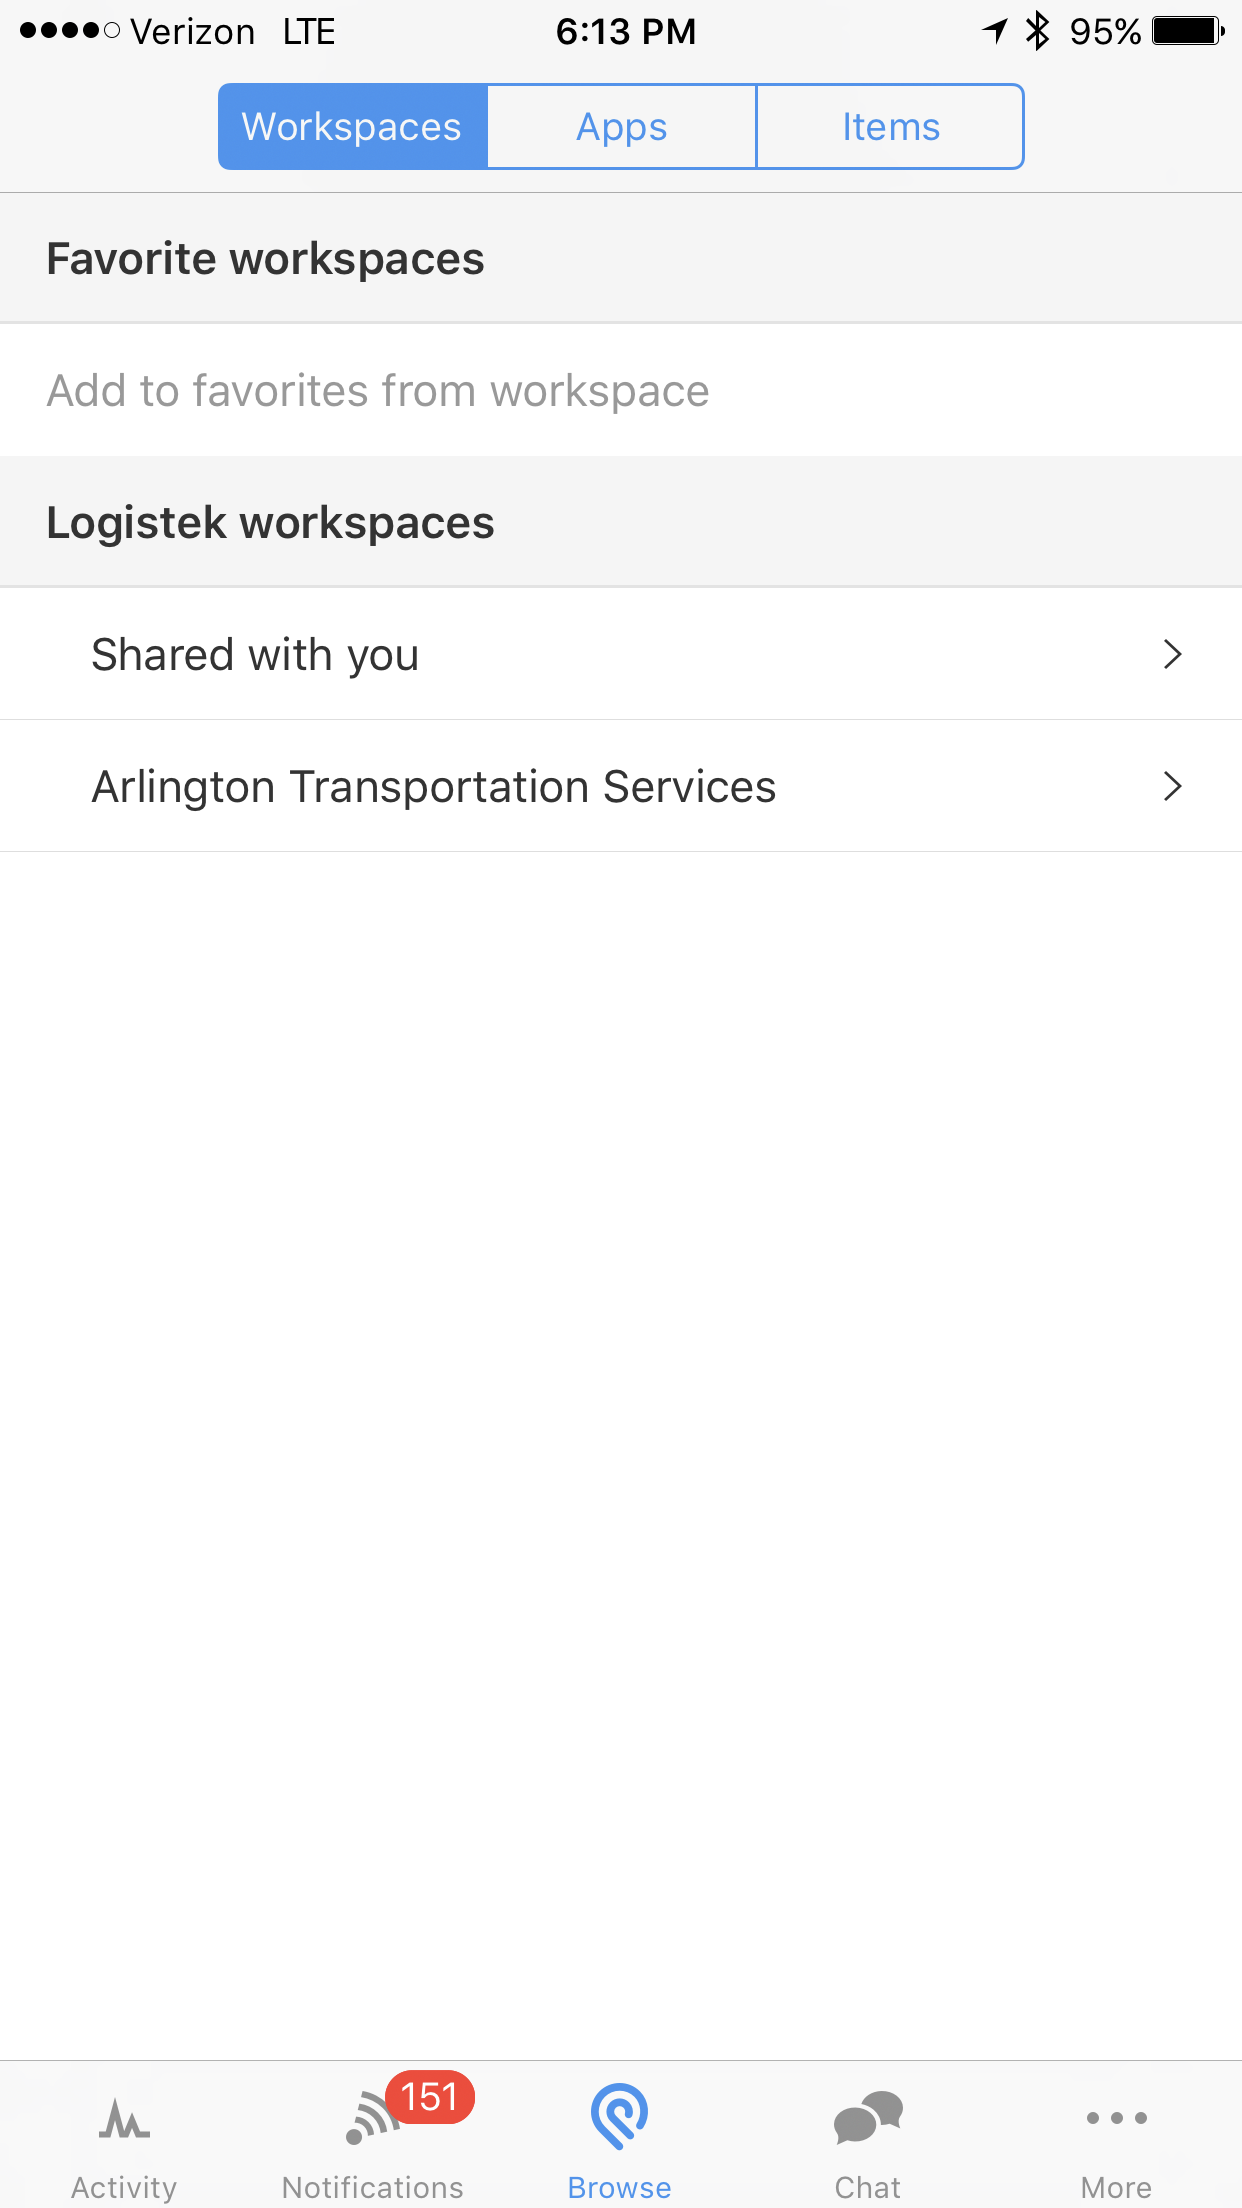 Verizon LTE 6:13 PM 95%
Workspaces Apps Items
Favorite workspaces
Add to favorites from workspace
Logistek workspaces
Shared with you
Arlington Transportation Services
151
Activity Notifications Browse Chat More